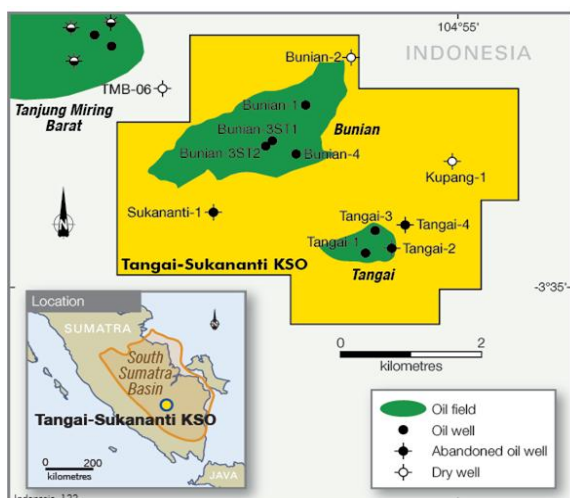 104°55'
INDONESIA
Bunian-2
TMB-06
Tanjung Miring
Barat
Bunian-1
Bunian-3ST1
Bunian
Bunian-3ST2
Bunian-4
Kupang-1
Sukananti-1
Tangai-3
Tangai-4
Tangai 1
Tangai-2
Tangai-Sukananti KSO
Tangai
-3°35'
N
0 2
kilometres
Location
SUMATRA
South
Sumatra
Basin
Tangai-Sukananti KSO
0 200
kilometres
JAVA
Oil field
Oil well
Abandoned oil well
Dry well